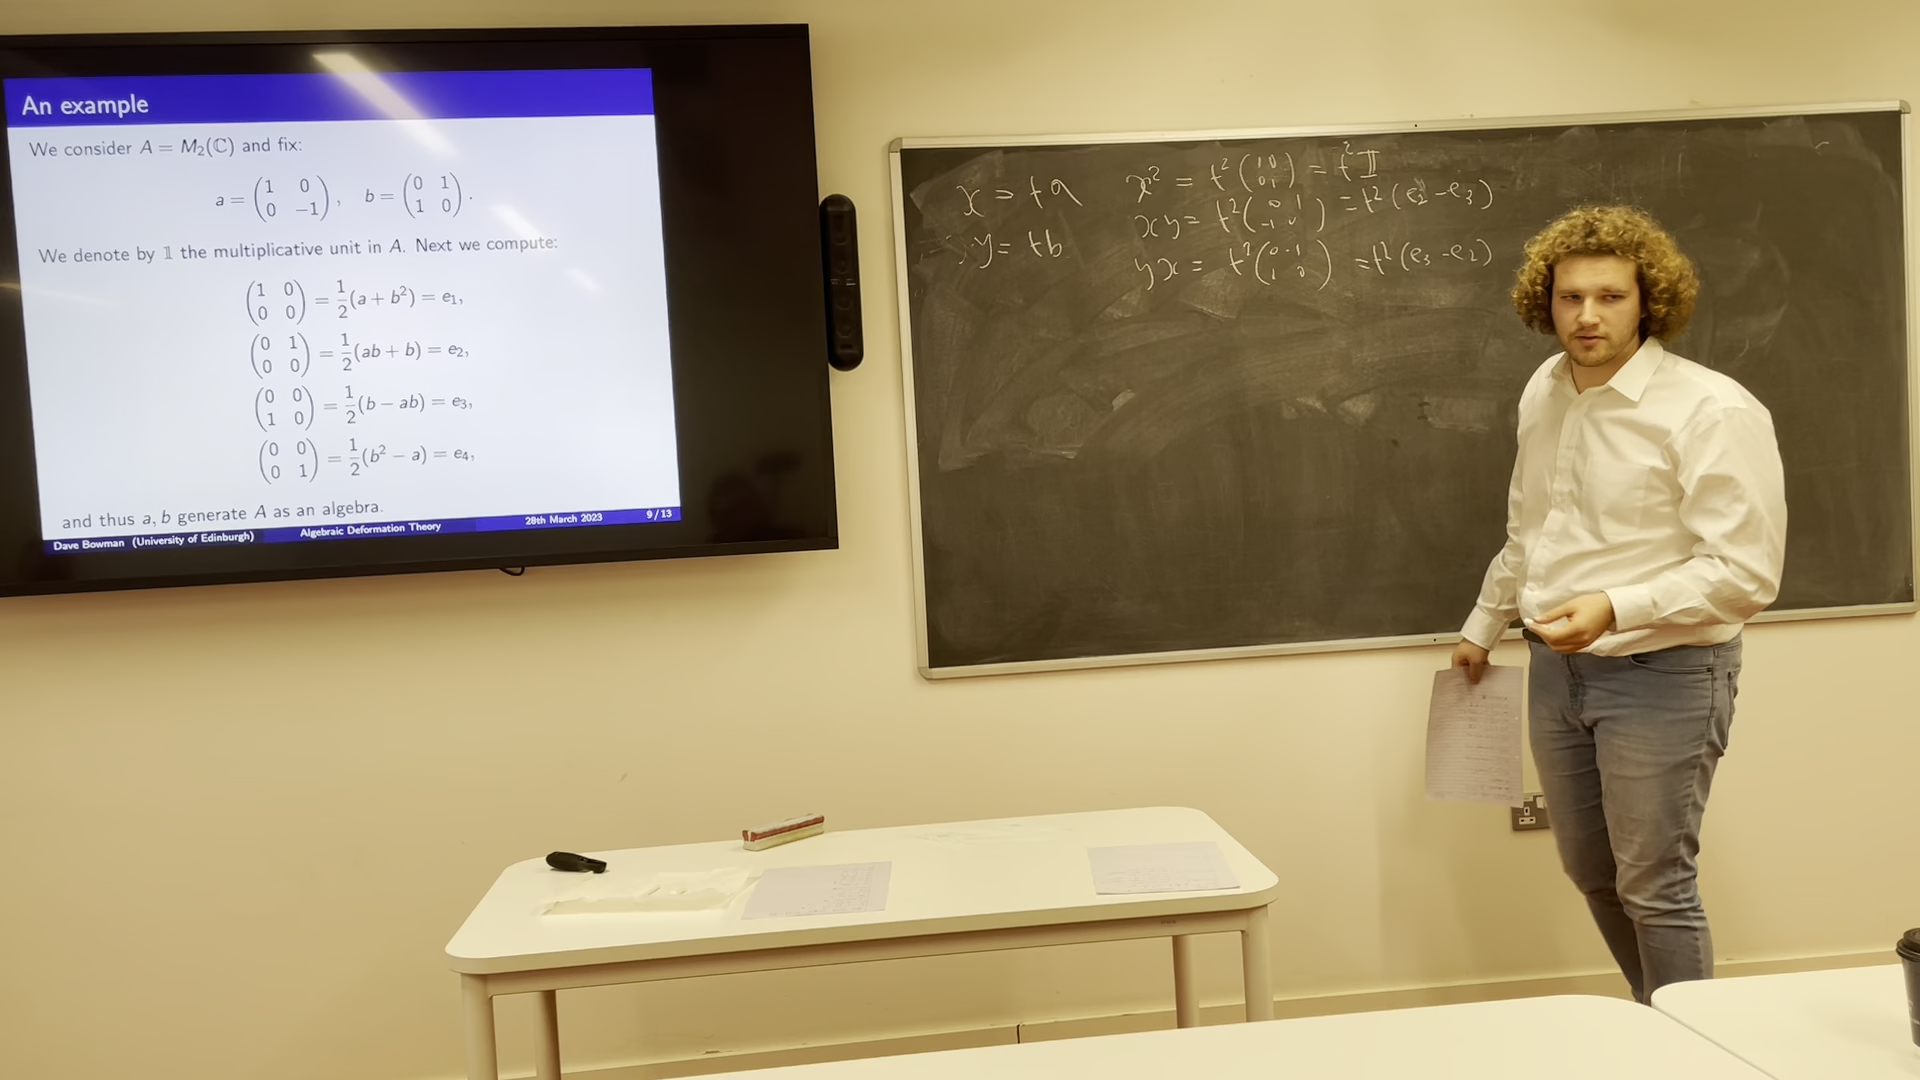 An example
We consider A = M₂(ℂ) and fix:
a = ( 1 0 ; 0 −1 ), b = ( 0 1 ; 1 0 ).
We denote by 𝟙 the multiplicative unit in A. Next we compute:
( 1 0 ; 0 0 ) = 1/2 (a + b²) = e₁,
( 0 1 ; 0 0 ) = 1/2 (ab + b) = e₂,
( 0 0 ; 1 0 ) = 1/2 (b − ab) = e₃,
( 0 0 ; 0 1 ) = 1/2 (b² − a) = e₄,
and thus a, b generate A as an algebra.
Dave Bowman (University of Edinburgh) Algebraic Deformation Theory 28th March 2023 9 / 13
x = ta
y = tb
x² = t² ( 1 0 ; 0 1 ) = t² 𝟙
xy = t² ( 0 1 ; -1 0 ) = t² (e₂ − e₃)
yx = t² ( 0 -1 ; 1 0 ) = t² (e₃ − e₂)